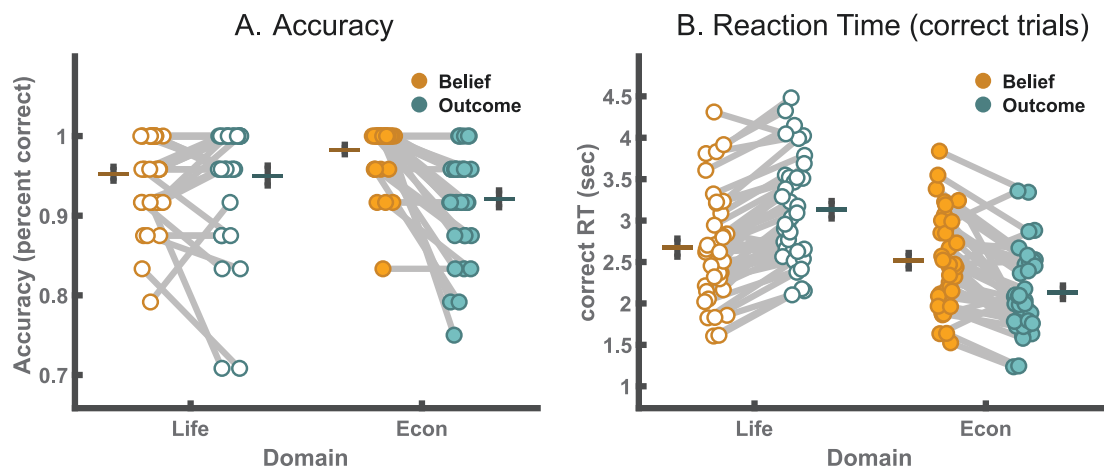 A. Accuracy
Accuracy (percent correct)
1
0.9
0.8
0.7
Belief
Outcome
Life
Econ
Domain
B. Reaction Time (correct trials)
correct RT (sec)
4.5
4
3.5
3
2.5
2
1.5
1
Belief
Outcome
Life
Econ
Domain